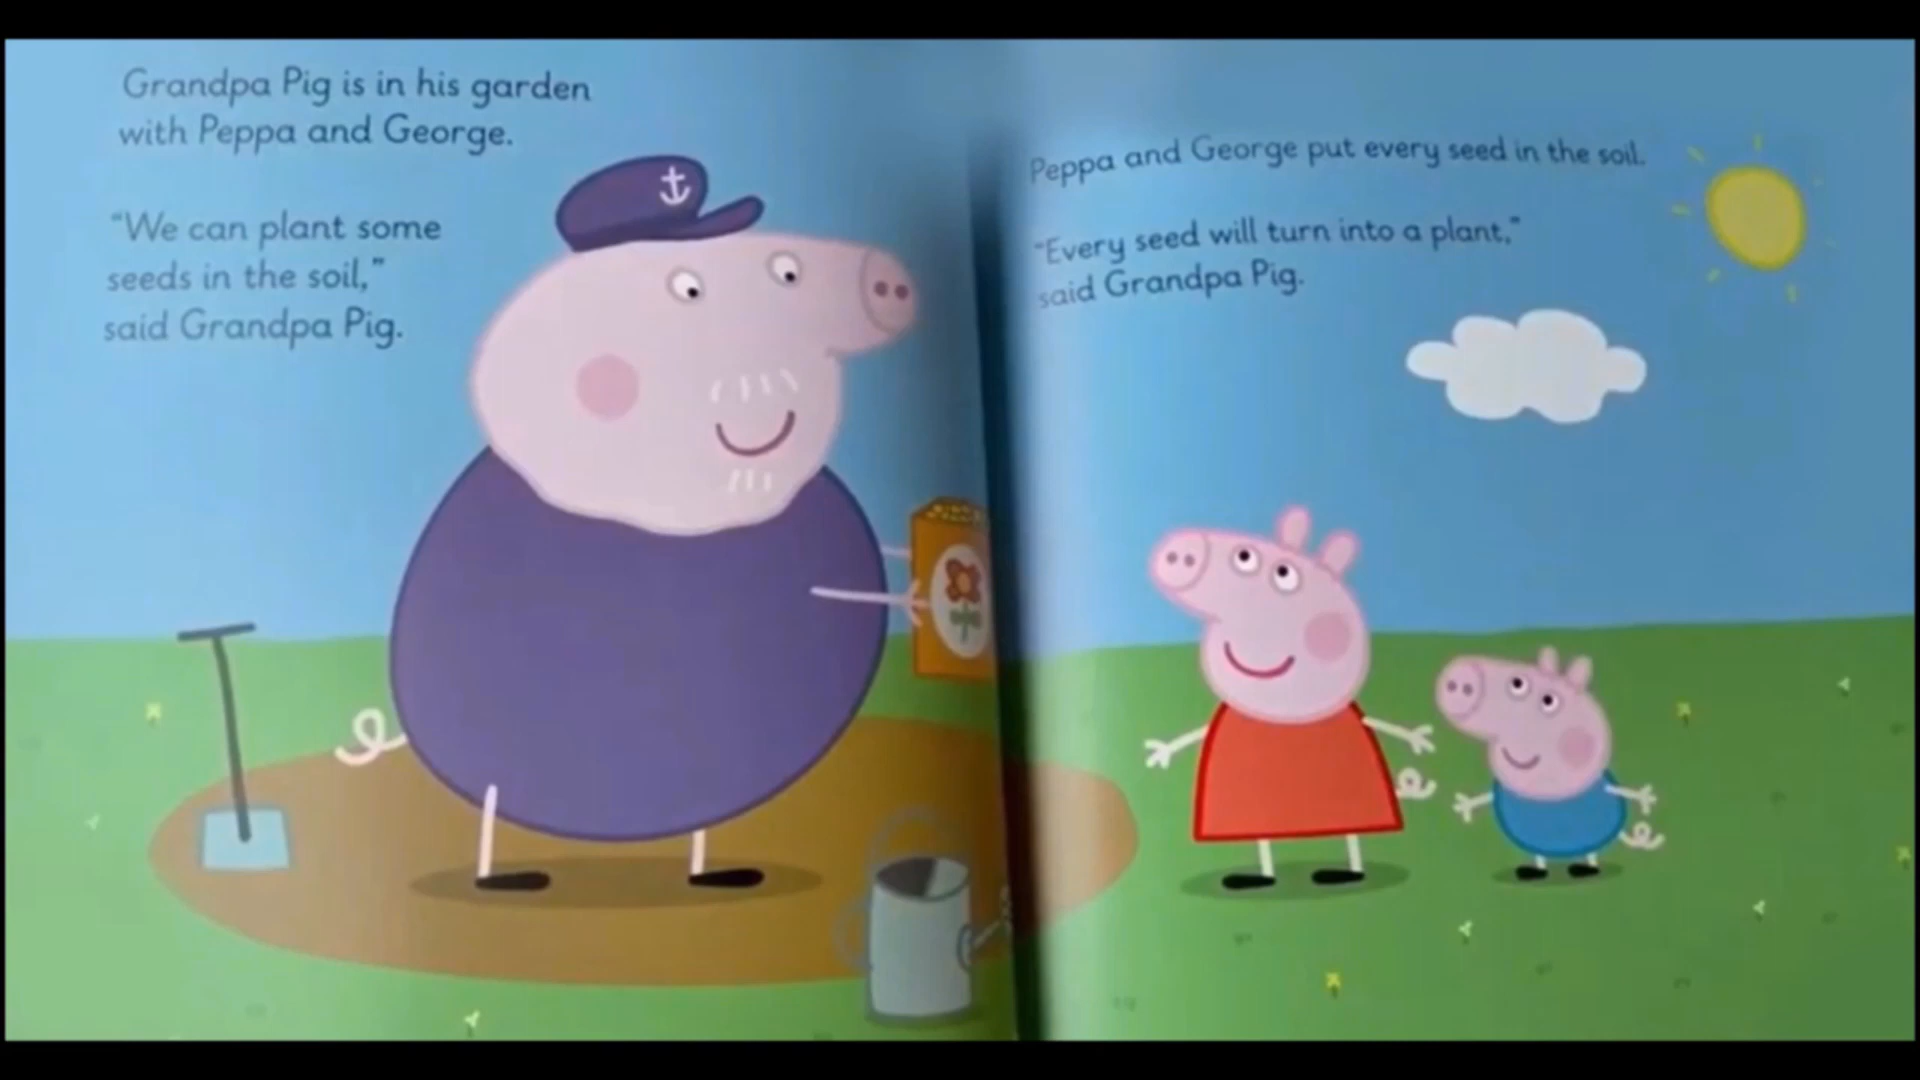 Grandpa Pig is in his garden
with Peppa and George.
“We can plant some
seeds in the soil,”
said Grandpa Pig.
Peppa and George put every seed in the soil.
“Every seed will turn into a plant,”
said Grandpa Pig.